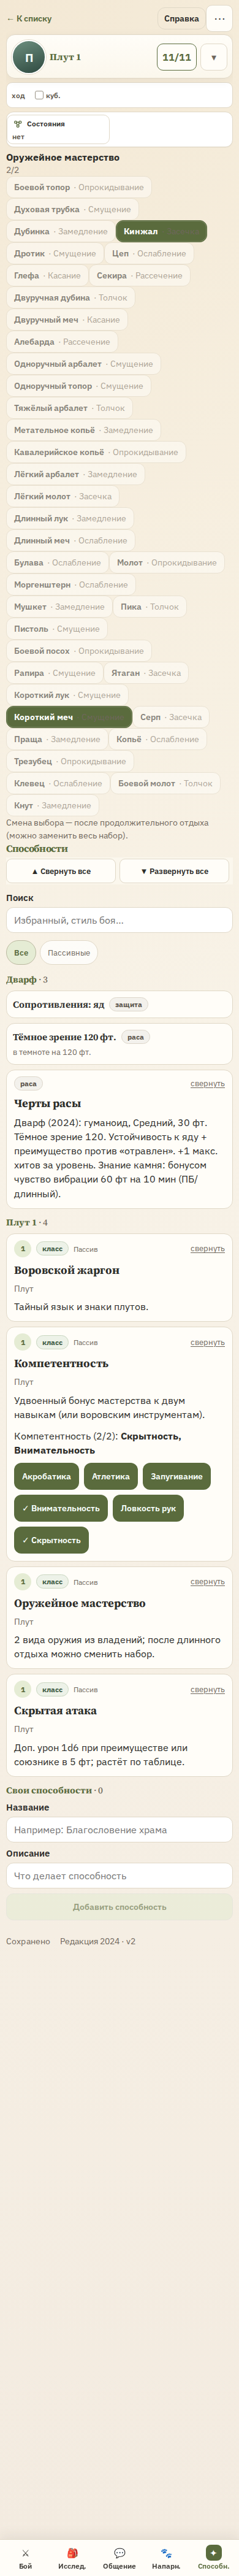 ← К списку
Справка
⋯
П
Плут 1
11/11
▾
ход
куб.
Состояния
нет
Оружейное мастерство
2/2
Боевой топор · Опрокидывание
Духовая трубка · Смущение
Дубинка · Замедление
Кинжал
Дротик · Смущение
Цеп · Ослабление
Глефа · Касание
Секира · Рассечение
Двуручная дубина · Толчок
Двуручный меч · Касание
Алебарда · Рассечение
Одноручный арбалет · Смущение
Одноручный топор · Смущение
Тяжёлый арбалет · Толчок
Метательное копьё · Замедление
Кавалерийское копьё · Опрокидывание
Лёгкий арбалет · Замедление
Лёгкий молот · Засечка
Длинный лук · Замедление
Длинный меч · Ослабление
Булава · Ослабление
Молот · Опрокидывание
Моргенштерн · Ослабление
Мушкет · Замедление
Пика · Толчок
Пистоль · Смущение
Боевой посох · Опрокидывание
Рапира · Смущение
Ятаган · Засечка
Короткий лук · Смущение
Короткий меч
Серп · Засечка
Праща · Замедление
Копьё · Ослабление
Трезубец · Опрокидывание
Клевец · Ослабление
Боевой молот · Толчок
Кнут · Замедление
Смена выбора — после продолжительного отдыха
(можно заменить весь набор).
Способности
▲ Свернуть все
▼ Развернуть все
Поиск
Избранный, стиль боя…
Все
Пассивные
Дварф · 3
Сопротивления: яд
защита
Тёмное зрение 120 фт.
раса
в темноте на 120 фт.
раса
свернуть
Черты расы
Дварф (2024): гуманоид, Средний, 30 фт.
Тёмное зрение 120. Устойчивость к яду +
преимущество против «отравлен». +1 макс.
хитов за уровень. Знание камня: бонусом
чувство вибрации 60 фт на 10 мин (ПБ/
длинный).
Плут 1 · 4
1
класс
Пассив
свернуть
Воровской жаргон
Плут
Тайный язык и знаки плутов.
1
класс
Пассив
свернуть
Компетентность
Плут
Удвоенный бонус мастерства к двум
навыкам (или воровским инструментам).
Компетентность (2/2): Скрытность,
Внимательность
Акробатика
Атлетика
Запугивание
✓ Внимательность
Ловкость рук
✓ Скрытность
1
класс
Пассив
свернуть
Оружейное мастерство
Плут
2 вида оружия из владений; после длинного
отдыха можно сменить набор.
1
класс
Пассив
свернуть
Скрытая атака
Плут
Доп. урон 1d6 при преимуществе или
союзнике в 5 фт; растёт по таблице.
Свои способности · 0
Название
Например: Благословение храма
Описание
Что делает способность
Добавить способность
Сохранено
Редакция 2024 · v2
Бой
Исслед.
Общение
Напарн.
Способн.